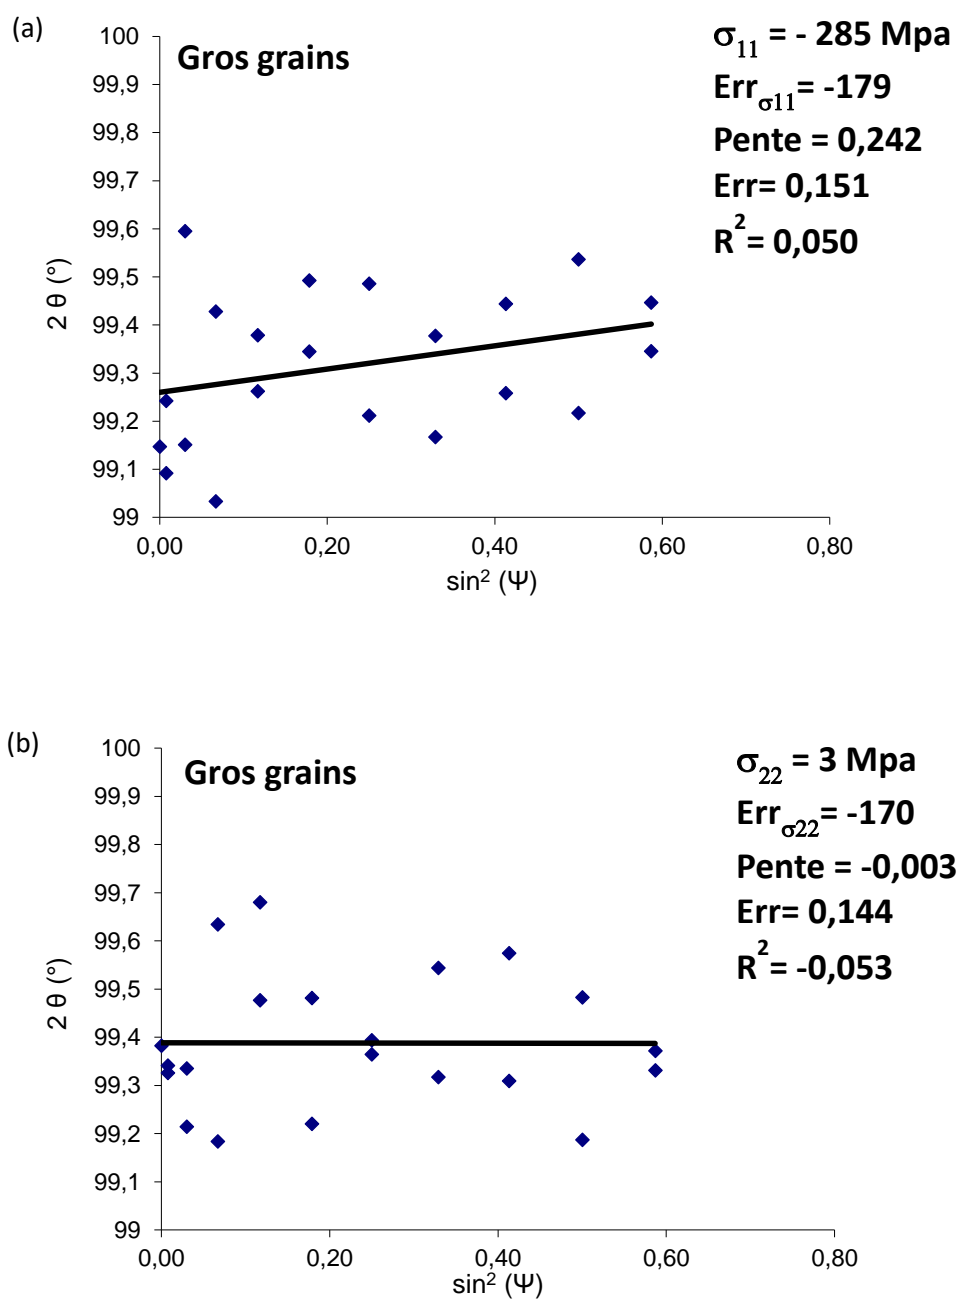 (a)
Gros grains
σ11 = - 285 Mpa
Errσ11= -179
Pente = 0,242
Err= 0,151
R2= 0,050
100
99,9
99,8
99,7
99,6
99,5
99,4
99,3
99,2
99,1
99
2 θ (°)
0,00 0,20 0,40 0,60 0,80
sin2 (Ψ)
(b)
Gros grains
σ22 = 3 Mpa
Errσ22= -170
Pente = -0,003
Err= 0,144
R2= -0,053
100
99,9
99,8
99,7
99,6
99,5
99,4
99,3
99,2
99,1
99
2 θ (°)
0,00 0,20 0,40 0,60 0,80
sin2 (Ψ)